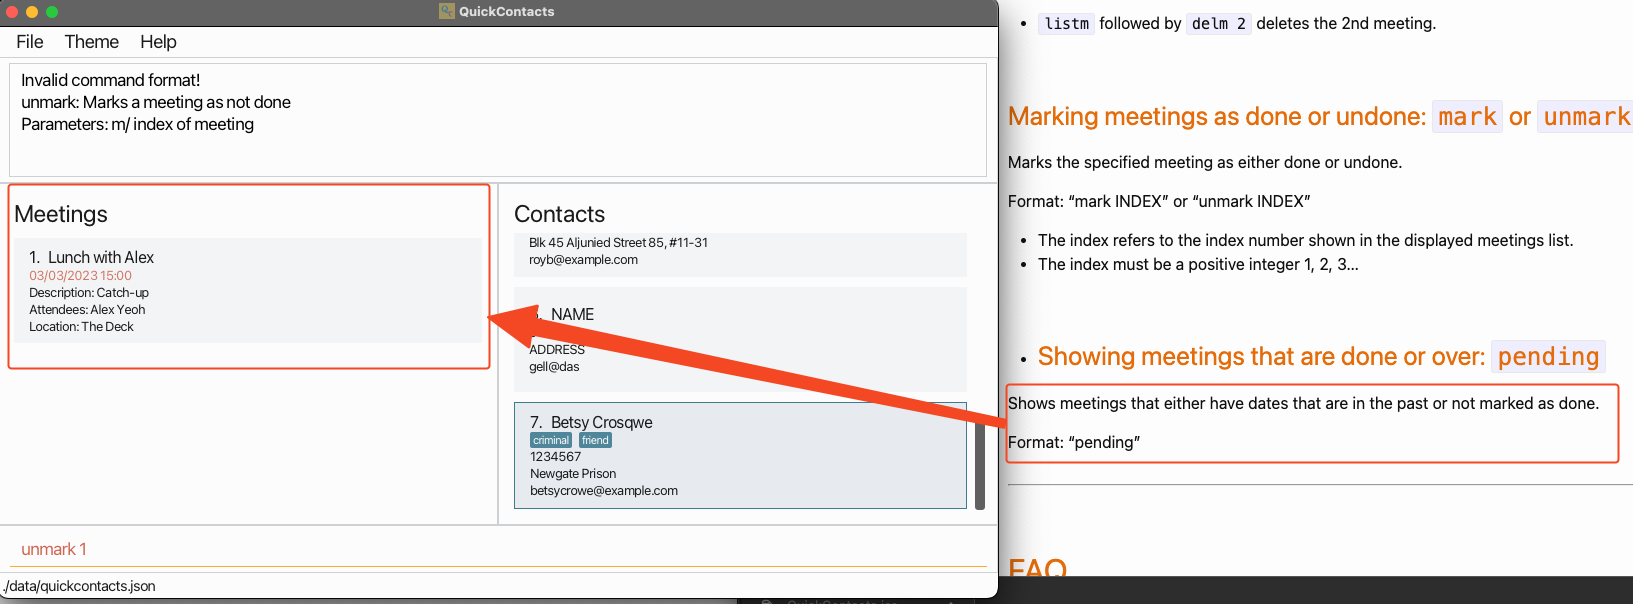 QuickContacts
File Theme Help
Invalid command format!
unmark: Marks a meeting as not done
Parameters: m/ index of meeting
Meetings
1. Lunch with Alex
03/03/2023 15:00
Description: Catch-up
Attendees: Alex Yeoh
Location: The Deck
Contacts
Blk 45 Aljunied Street 85, #11-31
royb@example.com
NAME
ADDRESS
gell@das
7. Betsy Crosqwe
criminal friend
1234567
Newgate Prison
betsycrowe@example.com
unmark 1
./data/quickcontacts.json
• listm followed by delm 2 deletes the 2nd meeting.
Marking meetings as done or undone: mark or unmark
Marks the specified meeting as either done or undone.
Format: “mark INDEX” or “unmark INDEX”
• The index refers to the index number shown in the displayed meetings list.
• The index must be a positive integer 1, 2, 3…
• Showing meetings that are done or over: pending
Shows meetings that either have dates that are in the past or not marked as done.
Format: “pending”
FAQ